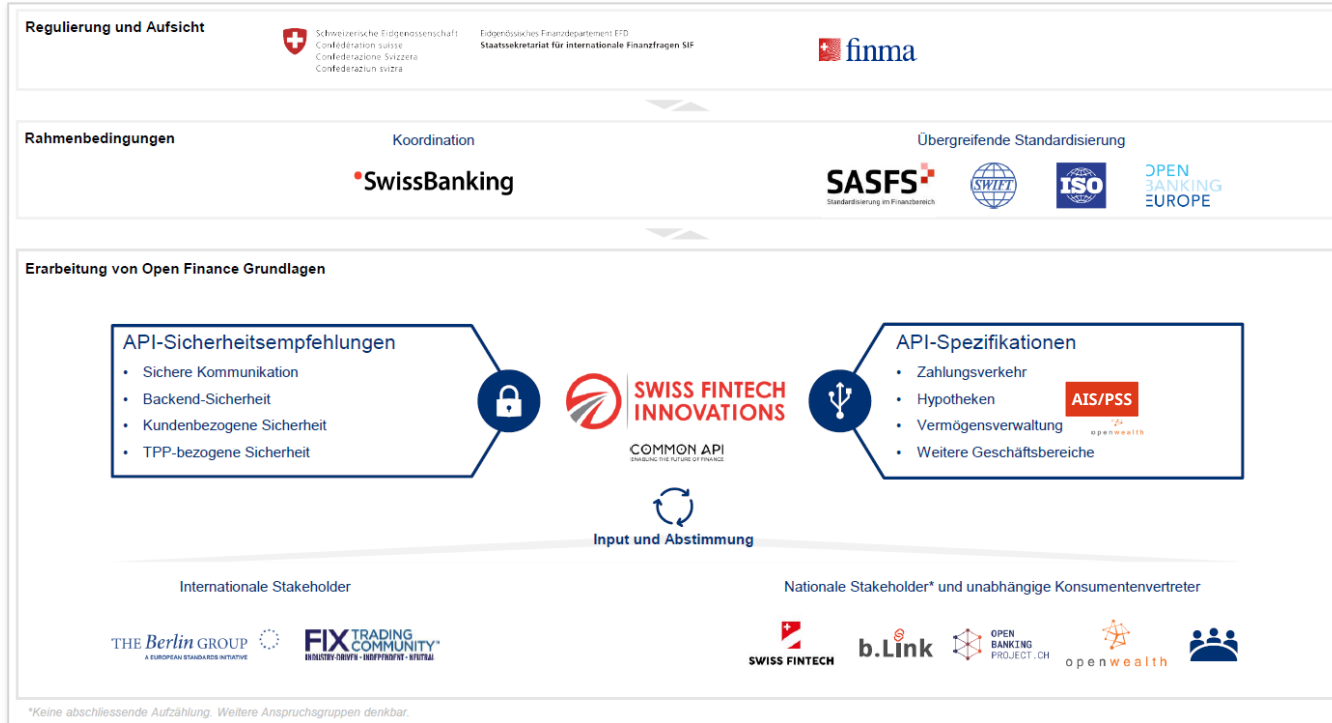 Regulierung und Aufsicht
Schweizerische Eidgenossenschaft
Confédération suisse
Confederazione Svizzera
Confederaziun svizra
Eidgenössisches Finanzdepartement EFD
Staatssekretariat für internationale Finanzfragen SIF
finma
Rahmenbedingungen
Koordination
SwissBanking
Übergreifende Standardisierung
SASFS
Standardisierung im Finanzbereich
SWIFT
ISO
OPEN
BANKING
EUROPE
Erarbeitung von Open Finance Grundlagen
API-Sicherheitsempfehlungen
• Sichere Kommunikation
• Backend-Sicherheit
• Kundenbezogene Sicherheit
• TPP-bezogene Sicherheit
SWISS FINTECH
INNOVATIONS
COMMON API
ENABLING THE FUTURE OF FINANCE
API-Spezifikationen
• Zahlungsverkehr
• Hypotheken
• Vermögensverwaltung
• Weitere Geschäftsbereiche
AIS/PSS
openwealth
Input und Abstimmung
Internationale Stakeholder
THE Berlin GROUP
A EUROPEAN STANDARDS INITIATIVE
FIX TRADING
COMMUNITY™
INDUSTRY-DRIVEN • INDEPENDENT • NEUTRAL
Nationale Stakeholder* und unabhängige Konsumentenvertreter
SWISS FINTECH
b.Link
OPEN
BANKING
PROJECT.CH
openwealth
*Keine abschliessende Aufzählung. Weitere Anspruchsgruppen denkbar.